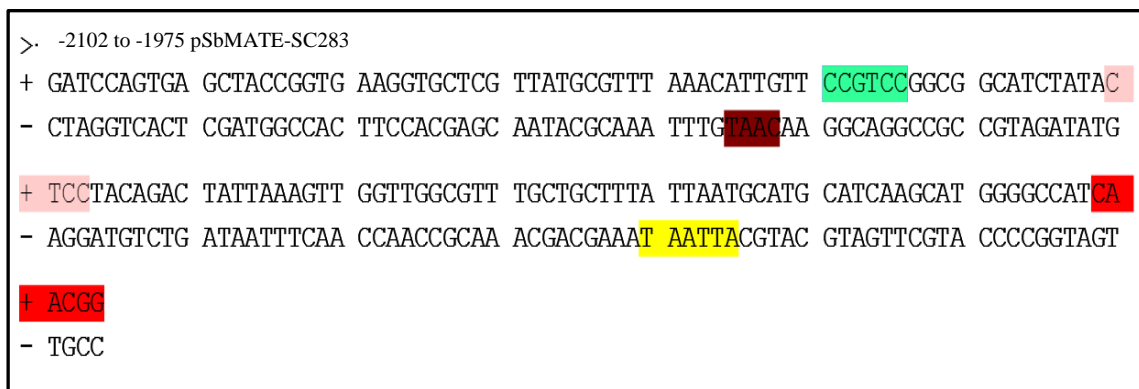 >. -2102 to -1975 pSbMATE-SC283
+ GATCCAGTGA GCTACCGGTG AAGGTGCTCG TTATGCGTTT AAACATTGTT CCGTCCGGCG GCATCTATAC
- CTAGGTCACT CGATGGCCAC TTCCACGAGC AATACGCAAA TTTGTAACAA GGCAGGCCGC CGTAGATATG
+ TCCTACAGAC TATTAAAGTT GGTTGGCGTT TGCTGCTTTA TTAATGCATG CATCAAGCAT GGGGCCATCA
- AGGATGTCTG ATAATTTCAA CCAACCGCAA ACGACGAAAT AATTACGTAC GTAGTTCGTA CCCCGGTAGT
+ ACGG
- TGCC